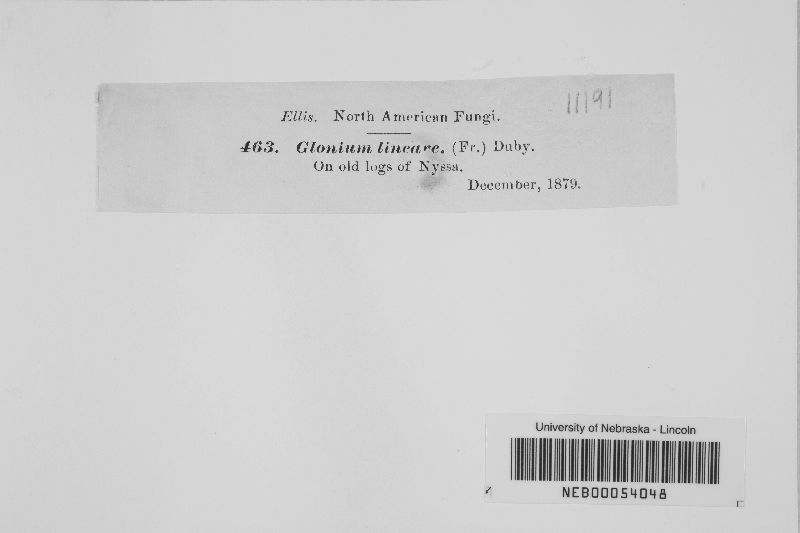 11191
Ellis. North American Fungi.
463. Glonium lineare. (Fr.) Duby.
On old logs of Nyssa.
December, 1879.
University of Nebraska - Lincoln
NEB00054048